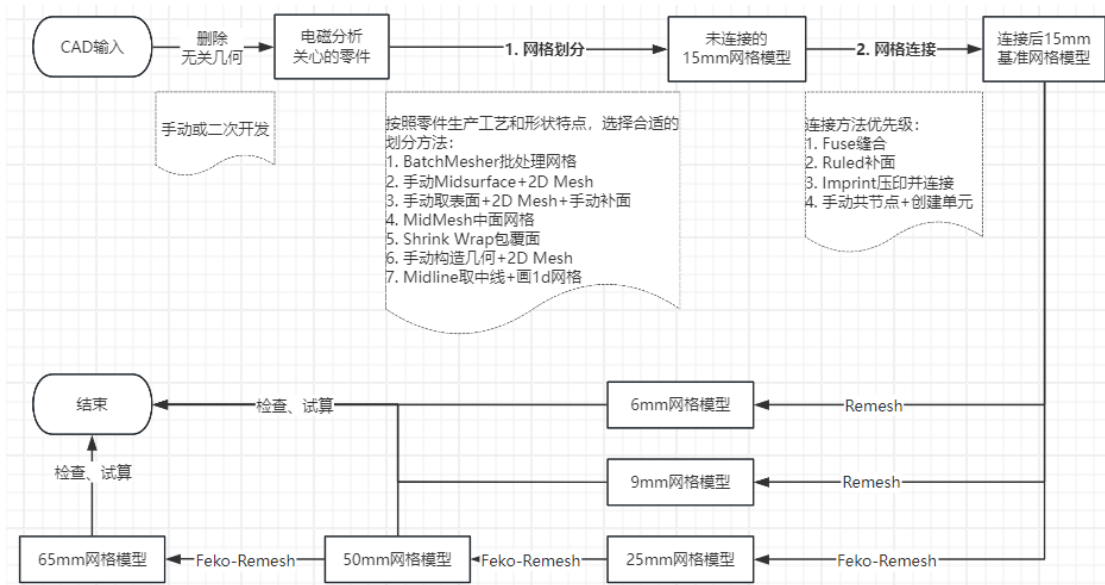 CAD输入
删除
无关几何
电磁分析
关心的零件
1. 网格划分
未连接的
15mm网格模型
2. 网格连接
连接后15mm
基准网格模型
手动或二次开发
按照零件生产工艺和形状特点，选择合适的
划分方法：
1. BatchMesher批处理网格
2. 手动Midsurface+2D Mesh
3. 手动取表面+2D Mesh+手动补面
4. MidMesh中面网格
5. Shrink Wrap包覆面
6. 手动构造几何+2D Mesh
7. Midline取中线+画1d网格
连接方法优先级：
1. Fuse缝合
2. Ruled补面
3. Imprint压印并连接
4. 手动共节点+创建单元
结束
检查、试算
6mm网格模型
Remesh
检查、试算
9mm网格模型
Remesh
65mm网格模型
Feko-Remesh
50mm网格模型
Feko-Remesh
25mm网格模型
Feko-Remesh